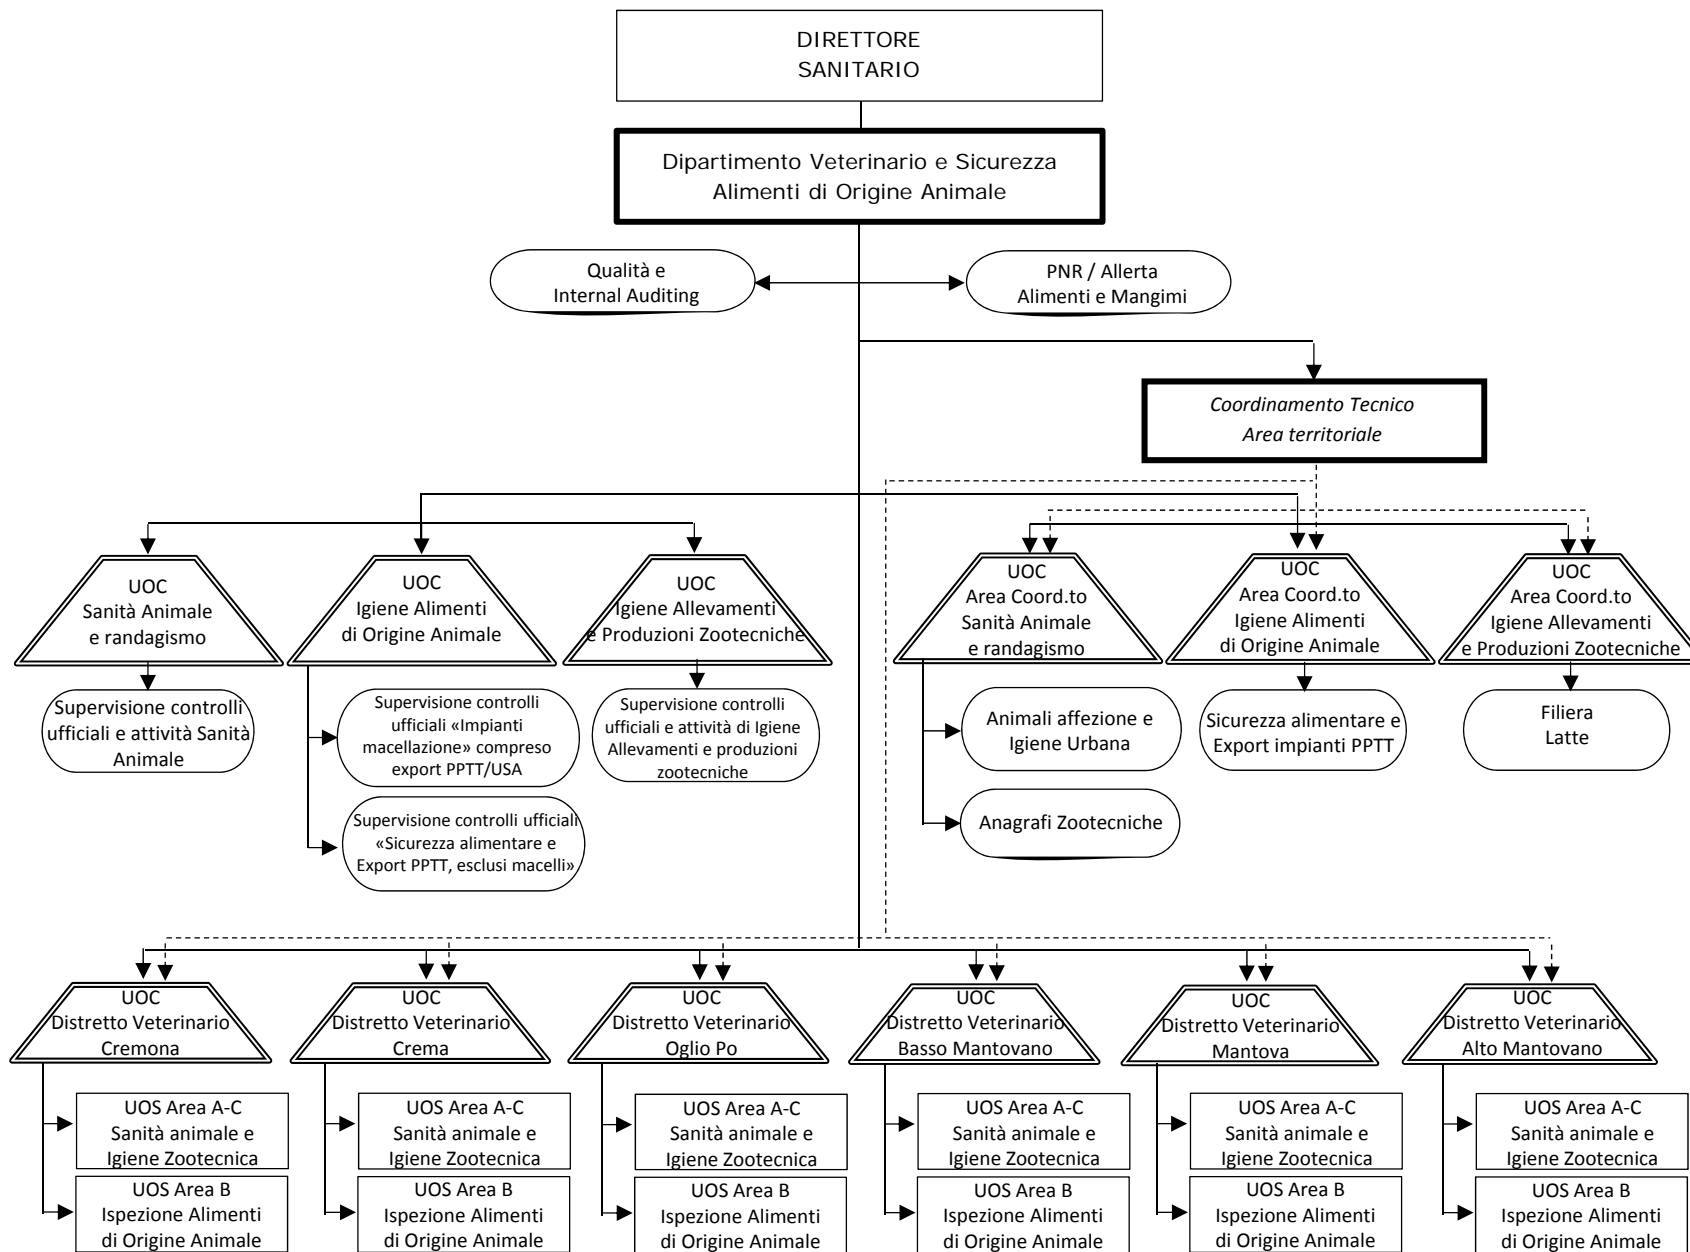 DIRETTORE
SANITARIO
Dipartimento Veterinario e Sicurezza
Alimenti di Origine Animale
Qualità e
Internal Auditing
PNR / Allerta
Alimenti e Mangimi
Coordinamento Tecnico
Area territoriale
UOC
Sanità Animale
e randagismo
UOC
Igiene Alimenti
di Origine Animale
UOC
Igiene Allevamenti
e Produzioni Zootecniche
UOC
Area Coord.to
Sanità Animale
e randagismo
UOC
Area Coord.to
Igiene Alimenti
di Origine Animale
UOC
Area Coord.to
Igiene Allevamenti
e Produzioni Zootecniche
Supervisione controlli
ufficiali e attività Sanità
Animale
Supervisione controlli
ufficiali «Impianti
macellazione» compreso
export PPTT/USA
Supervisione controlli
ufficiali e attività di Igiene
Allevamenti e produzioni
zootecniche
Animali affezione e
Igiene Urbana
Sicurezza alimentare e
Export impianti PPTT
Filiera
Latte
Supervisione controlli ufficiali
«Sicurezza alimentare e
Export PPTT, esclusi macelli»
Anagrafi Zootecniche
UOC
Distretto Veterinario
Cremona
UOC
Distretto Veterinario
Crema
UOC
Distretto Veterinario
Oglio Po
UOC
Distretto Veterinario
Basso Mantovano
UOC
Distretto Veterinario
Mantova
UOC
Distretto Veterinario
Alto Mantovano
UOS Area A-C
Sanità animale e
Igiene Zootecnica
UOS Area A-C
Sanità animale e
Igiene Zootecnica
UOS Area A-C
Sanità animale e
Igiene Zootecnica
UOS Area A-C
Sanità animale e
Igiene Zootecnica
UOS Area A-C
Sanità animale e
Igiene Zootecnica
UOS Area A-C
Sanità animale e
Igiene Zootecnica
UOS Area B
Ispezione Alimenti
di Origine Animale
UOS Area B
Ispezione Alimenti
di Origine Animale
UOS Area B
Ispezione Alimenti
di Origine Animale
UOS Area B
Ispezione Alimenti
di Origine Animale
UOS Area B
Ispezione Alimenti
di Origine Animale
UOS Area B
Ispezione Alimenti
di Origine Animale